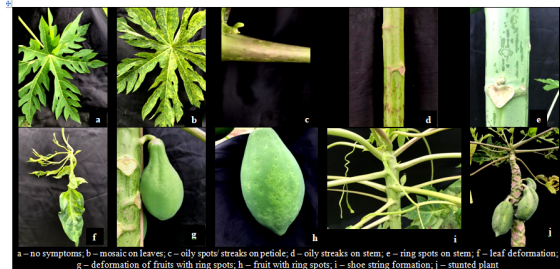 a
b
c
d
e
f
g
h
i
j
a – no symptoms; b – mosaic on leaves; c – oily spots/ streaks on petiole; d – oily streaks on stem; e – ring spots on stem; f – leaf deformation
g – deformation of fruits with ring spots; h – fruit with ring spots; i – shoe string formation; j – stunted plant